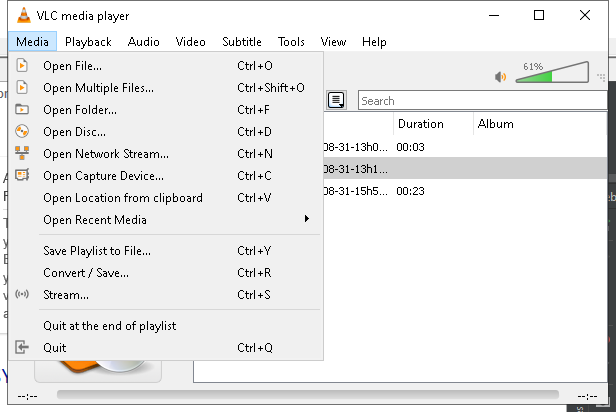 VLC media player
Media Playback Audio Video Subtitle Tools View Help
Open File... Ctrl+O
Open Multiple Files... Ctrl+Shift+O
Open Folder... Ctrl+F
Open Disc... Ctrl+D
Open Network Stream... Ctrl+N
Open Capture Device... Ctrl+C
Open Location from clipboard Ctrl+V
Open Recent Media
Save Playlist to File... Ctrl+Y
Convert / Save... Ctrl+R
Stream... Ctrl+S
Quit at the end of playlist
Quit Ctrl+Q
61%
Search
Duration Album
08-31-13h0... 00:03
08-31-13h1...
08-31-15h5... 00:23
--:-- --:--